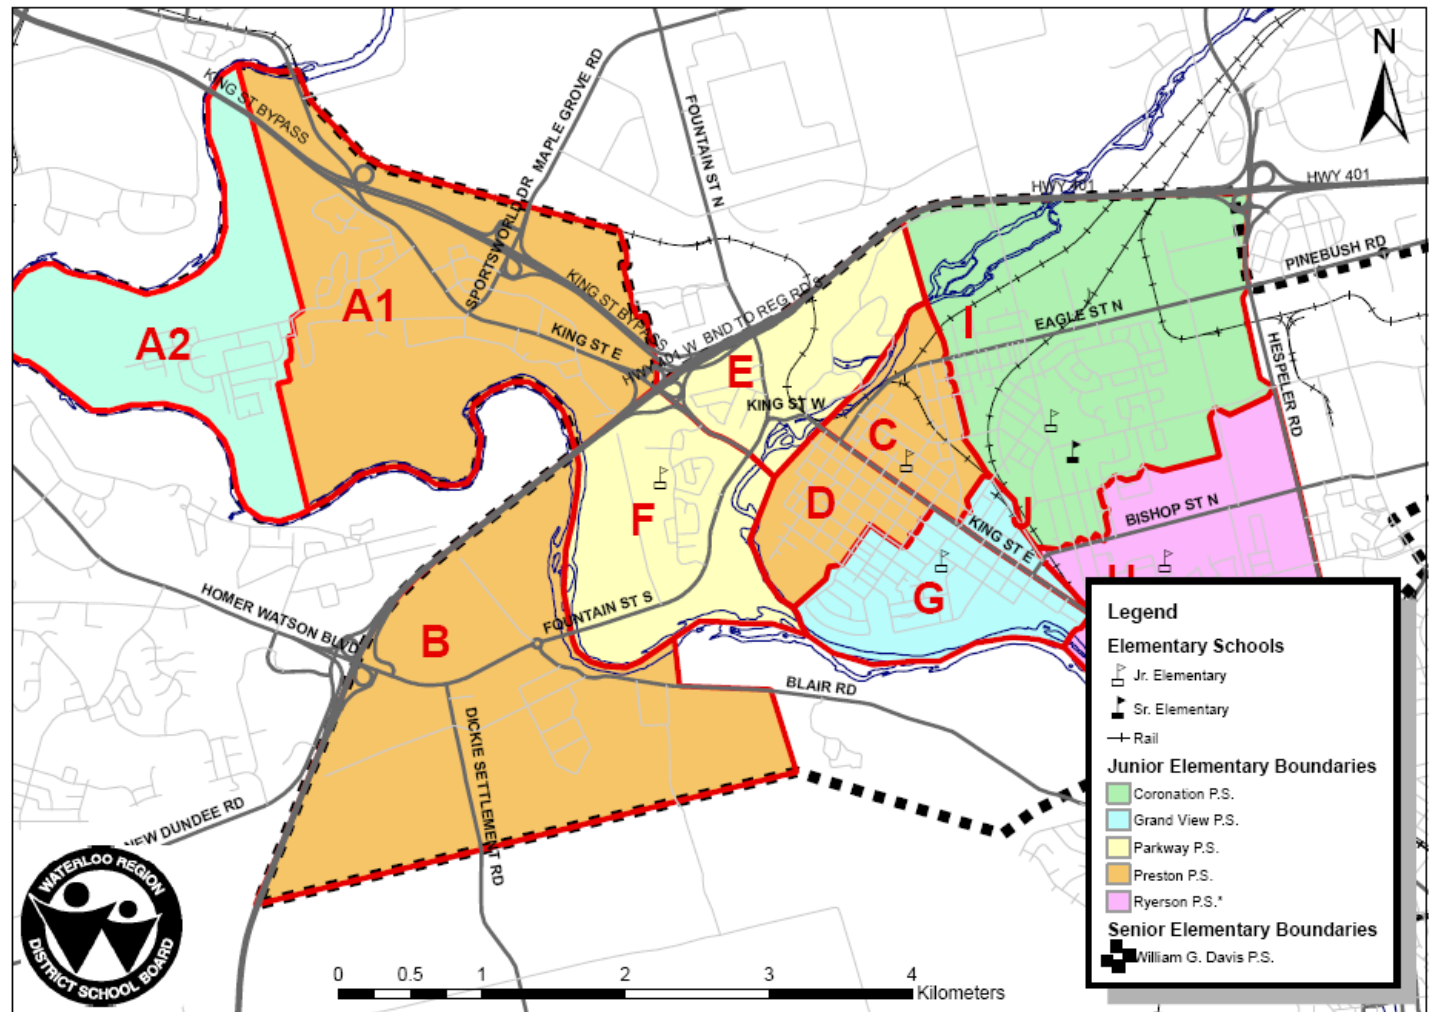 N
KING ST BYPASS
MAPLE GROVE RD
FOUNTAIN ST N
SPORTSWORLD DR
HWY 401
HWY 401
PINEBUSH RD
A1
A2
KING ST BYPASS
KING ST E
HWY 401 W BND TO REG RD 8
E
KING ST W
I
EAGLE ST N
HESPELER RD
C
D
F
J
BISHOP ST N
KING ST E
G
H
B
HOMER WATSON BLVD
FOUNTAIN ST S
BLAIR RD
DICKIE SETTLEMENT RD
NEW DUNDEE RD
WATERLOO REGION
DISTRICT SCHOOL BOARD
0 0.5 1 2 3 4
Kilometers
Legend
Elementary Schools
Jr. Elementary
Sr. Elementary
Rail
Junior Elementary Boundaries
Coronation P.S.
Grand View P.S.
Parkway P.S.
Preston P.S.
Ryerson P.S.*
Senior Elementary Boundaries
William G. Davis P.S.